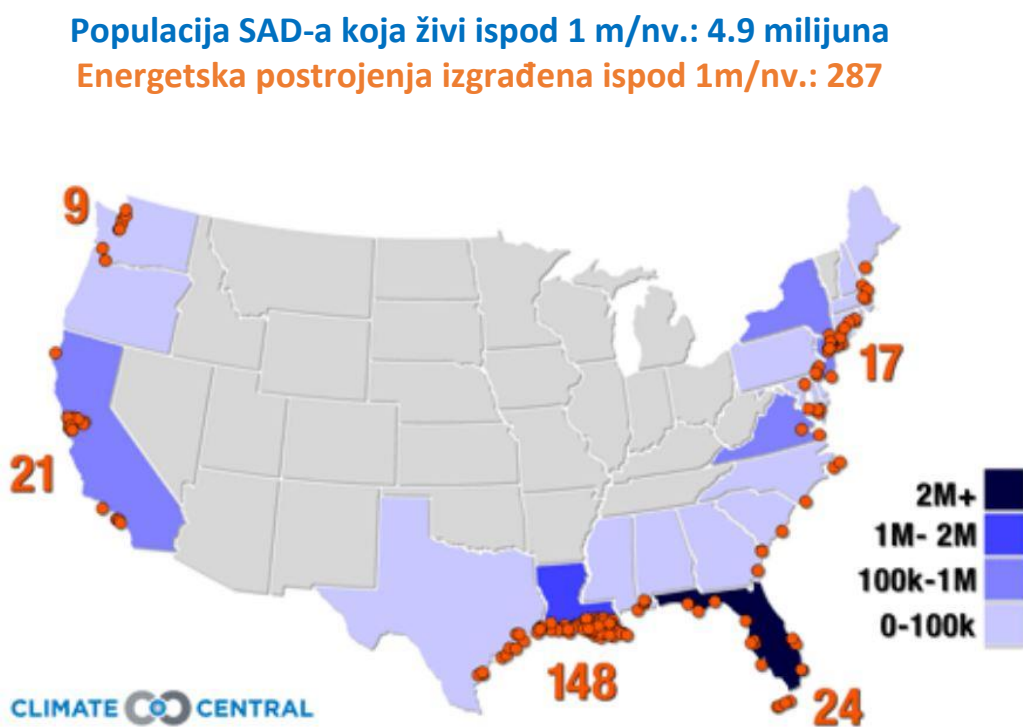 Populacija SAD-a koja živi ispod 1 m/nv.: 4.9 milijuna
Energetska postrojenja izgrađena ispod 1m/nv.: 287
9
17
21
2M+
1M- 2M
100k-1M
0-100k
148
24
CLIMATE CENTRAL